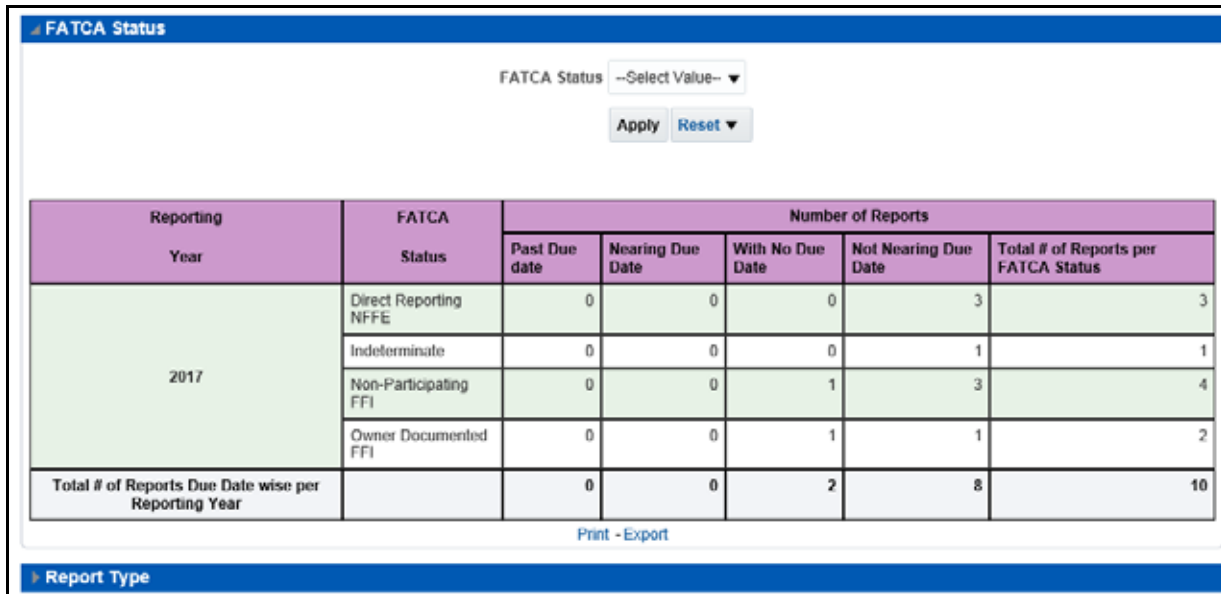 FATCA Status
FATCA Status --Select Value--
Apply Reset
Reporting
Year
FATCA
Status
Number of Reports
Past Due
date
Nearing Due
Date
With No Due
Date
Not Nearing Due
Date
Total # of Reports per
FATCA Status
2017
Direct Reporting
NFFE
0 0 0 3 3
Indeterminate 0 0 0 1 1
Non-Participating
FFI
0 0 1 3 4
Owner Documented
FFI
0 0 1 1 2
Total # of Reports Due Date wise per
Reporting Year
0 0 2 8 10
Print - Export
Report Type